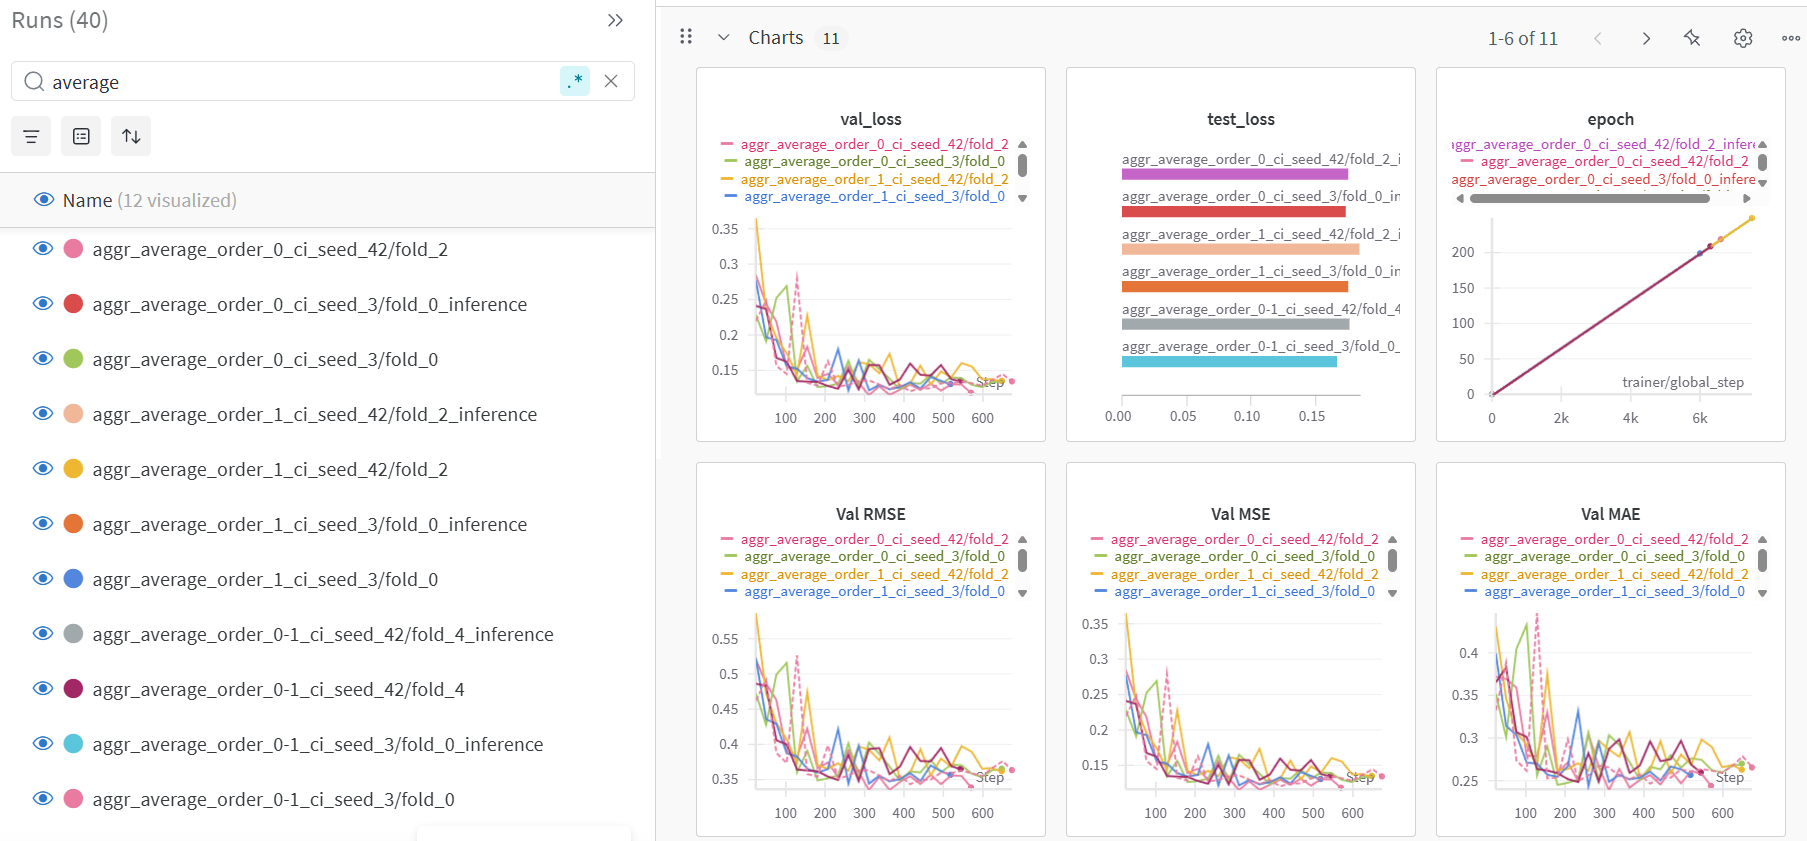 Runs (40)
average
.*
Name (12 visualized)
aggr_average_order_0_ci_seed_42/fold_2
aggr_average_order_0_ci_seed_3/fold_0_inference
aggr_average_order_0_ci_seed_3/fold_0
aggr_average_order_1_ci_seed_42/fold_2_inference
aggr_average_order_1_ci_seed_42/fold_2
aggr_average_order_1_ci_seed_3/fold_0_inference
aggr_average_order_1_ci_seed_3/fold_0
aggr_average_order_0-1_ci_seed_42/fold_4_inference
aggr_average_order_0-1_ci_seed_42/fold_4
aggr_average_order_0-1_ci_seed_3/fold_0_inference
aggr_average_order_0-1_ci_seed_3/fold_0
Charts 11
1-6 of 11
val_loss
aggr_average_order_0_ci_seed_42/fold_2
aggr_average_order_0_ci_seed_3/fold_0
aggr_average_order_1_ci_seed_42/fold_2
aggr_average_order_1_ci_seed_3/fold_0
0.35
0.3
0.25
0.2
0.15
Step
100 200 300 400 500 600
test_loss
aggr_average_order_0_ci_seed_42/fold_2_i
aggr_average_order_0_ci_seed_3/fold_0_in
aggr_average_order_1_ci_seed_42/fold_2_i
aggr_average_order_1_ci_seed_3/fold_0_in
aggr_average_order_0-1_ci_seed_42/fold_4
aggr_average_order_0-1_ci_seed_3/fold_0_
0.00 0.05 0.10 0.15
epoch
aggr_average_order_0_ci_seed_42/fold_2_infere
aggr_average_order_0_ci_seed_42/fold_2
aggr_average_order_0_ci_seed_3/fold_0_infere
200
150
100
50
0
trainer/global_step
0 2k 4k 6k
Val RMSE
aggr_average_order_0_ci_seed_42/fold_2
aggr_average_order_0_ci_seed_3/fold_0
aggr_average_order_1_ci_seed_42/fold_2
aggr_average_order_1_ci_seed_3/fold_0
0.55
0.5
0.45
0.4
0.35
Step
100 200 300 400 500 600
Val MSE
aggr_average_order_0_ci_seed_42/fold_2
aggr_average_order_0_ci_seed_3/fold_0
aggr_average_order_1_ci_seed_42/fold_2
aggr_average_order_1_ci_seed_3/fold_0
0.35
0.3
0.25
0.2
0.15
Step
100 200 300 400 500 600
Val MAE
aggr_average_order_0_ci_seed_42/fold_2
aggr_average_order_0_ci_seed_3/fold_0
aggr_average_order_1_ci_seed_42/fold_2
aggr_average_order_1_ci_seed_3/fold_0
0.4
0.35
0.3
0.25
Step
100 200 300 400 500 600